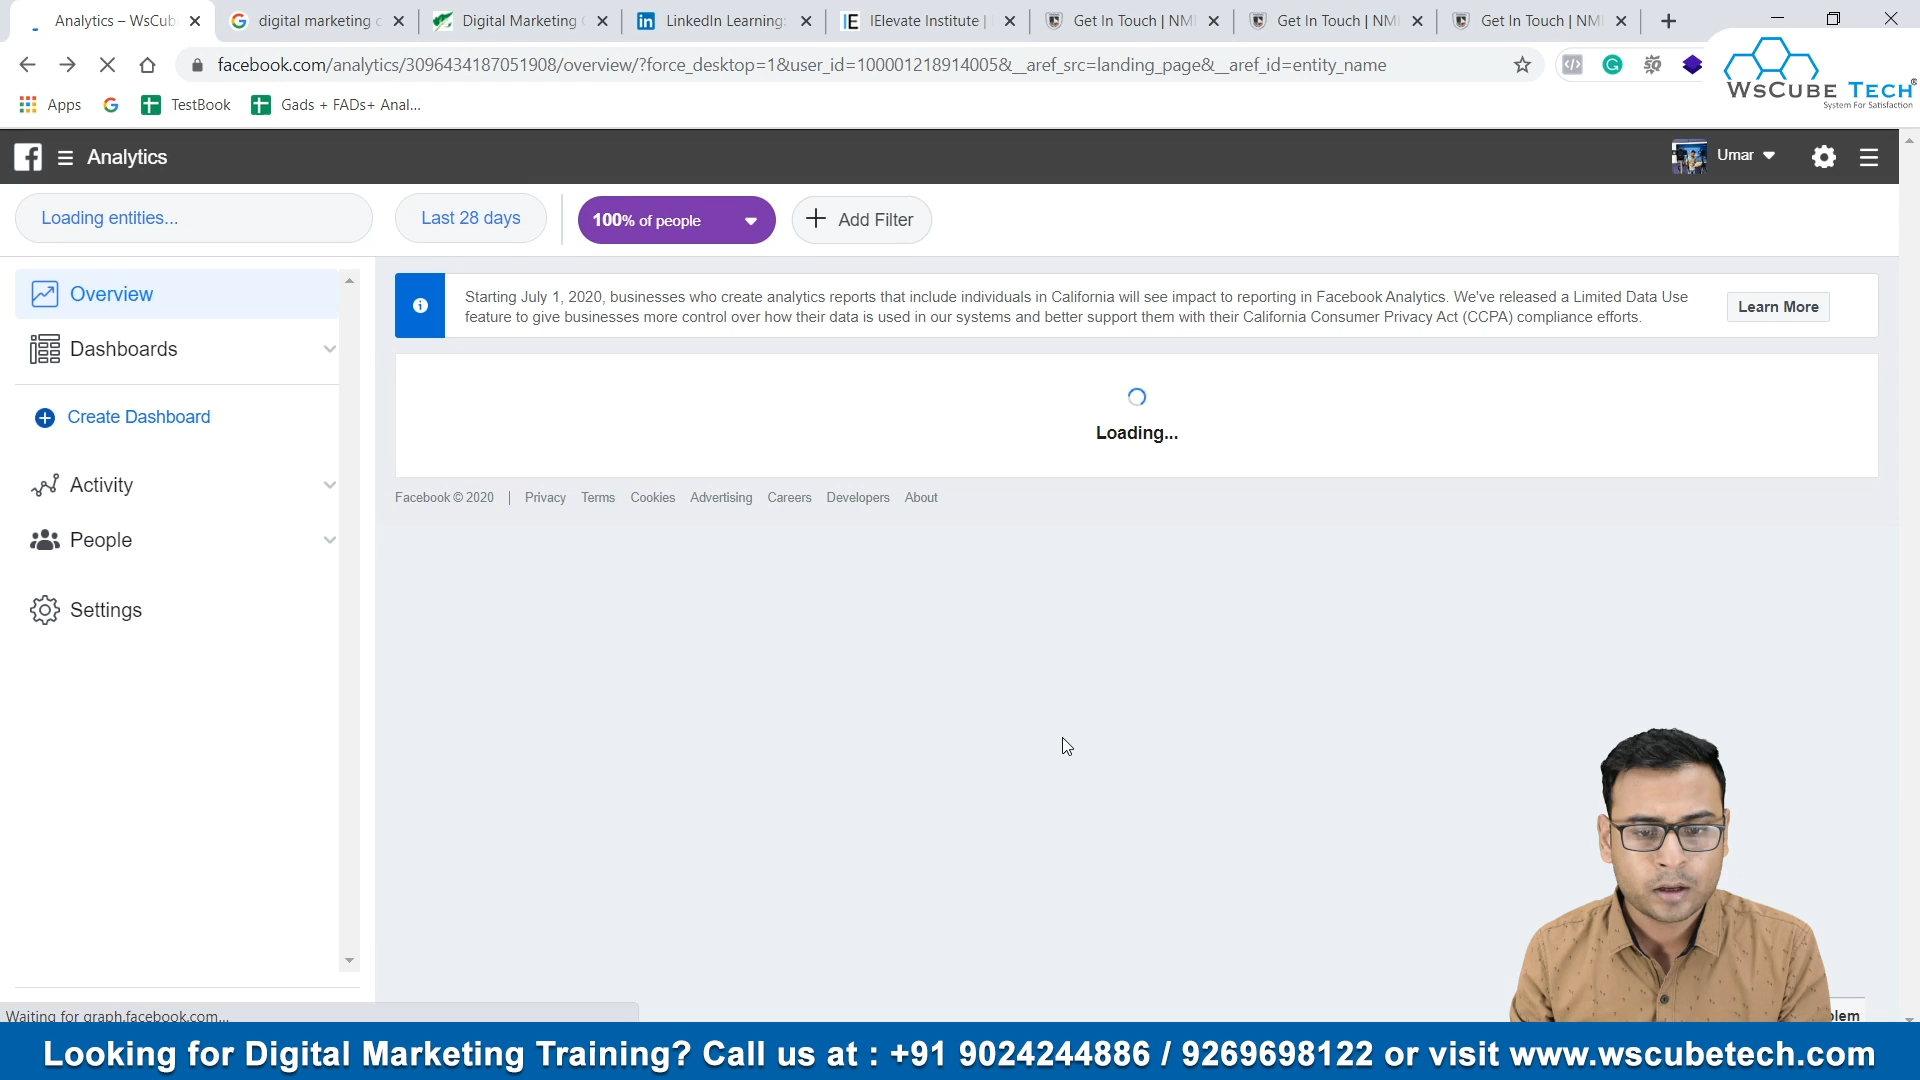 Analytics – WsCub
digital marketing c
Digital Marketing
LinkedIn Learning:
IElevate Institute |
Get In Touch | NMI
Get In Touch | NMI
Get In Touch | NMI
facebook.com/analytics/3096434187051908/overview/?force_desktop=1&user_id=100001218914005&__aref_src=landing_page&__aref_id=entity_name
WsCube Tech®
System For Satisfaction
Apps
TestBook
Gads + FADs+ Anal...
Analytics
Umar
Loading entities...
Last 28 days
100% of people
Add Filter
Overview
Dashboards
Create Dashboard
Activity
People
Settings
Starting July 1, 2020, businesses who create analytics reports that include individuals in California will see impact to reporting in Facebook Analytics. We've released a Limited Data Use
feature to give businesses more control over how their data is used in our systems and better support them with their California Consumer Privacy Act (CCPA) compliance efforts.
Learn More
Loading...
Facebook © 2020 | Privacy Terms Cookies Advertising Careers Developers About
Waiting for graph.facebook.com...
blem
Looking for Digital Marketing Training? Call us at : +91 9024244886 / 9269698122 or visit www.wscubetech.com